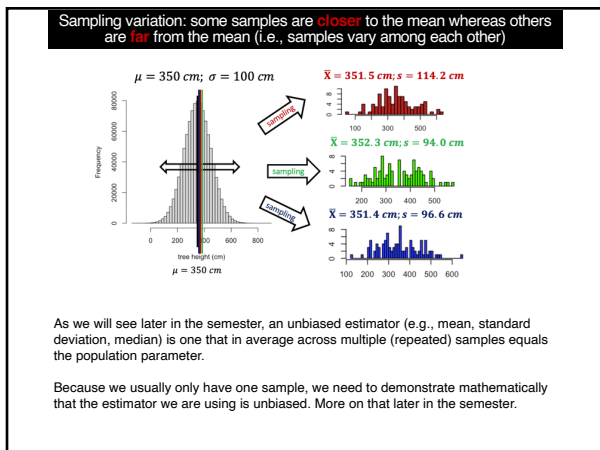 Sampling variation: some samples are closer to the mean whereas others
are far from the mean (i.e., samples vary among each other)
μ = 350 cm; σ = 100 cm
X̄ = 351.5 cm; s = 114.2 cm
Frequency
0 20000 40000 60000 80000
0 200 400 600 800
tree height (cm)
μ = 350 cm
sampling
0 4 8
100 300 500
X̄ = 352.3 cm; s = 94.0 cm
sampling
0 4 8
200 300 400 500
X̄ = 351.4 cm; s = 96.6 cm
sampling
0 4 8
100 200 300 400 500 600
As we will see later in the semester, an unbiased estimator (e.g., mean, standard
deviation, median) is one that in average across multiple (repeated) samples equals
the population parameter.
Because we usually only have one sample, we need to demonstrate mathematically
that the estimator we are using is unbiased. More on that later in the semester.